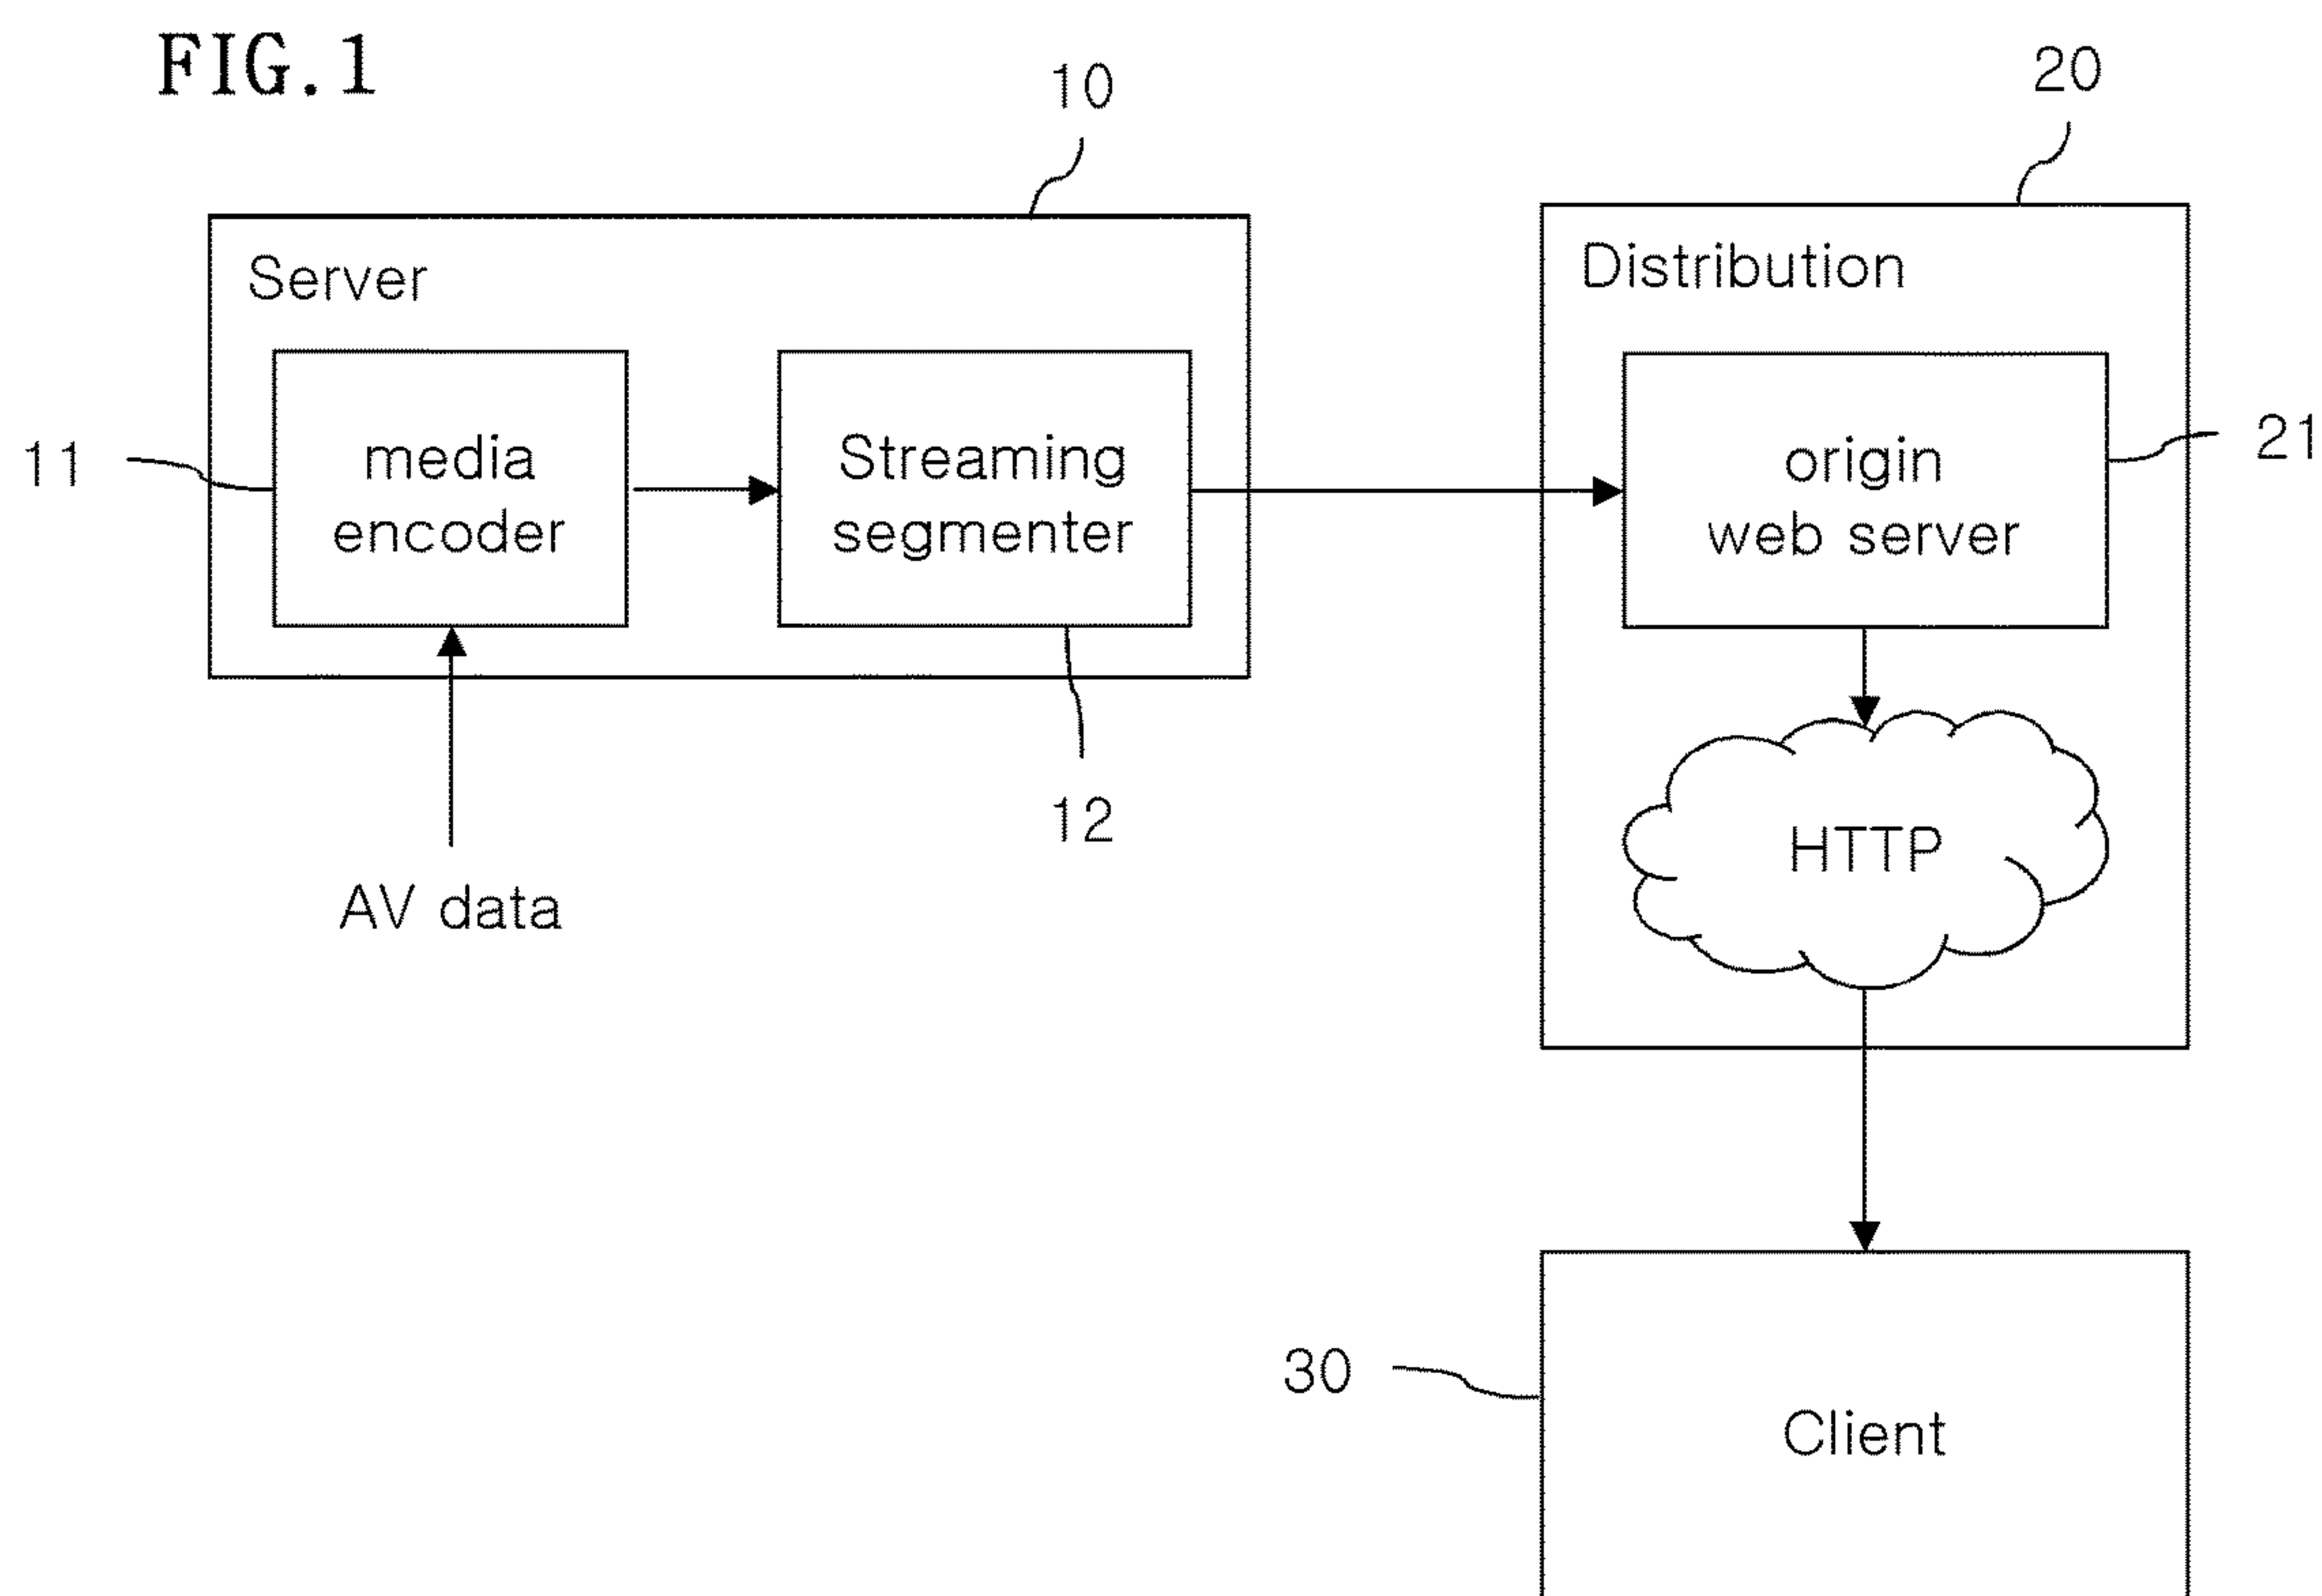 FIG.1
10
20
Server
Distribution
11
media
encoder
Streaming
segmenter
origin
web server
21
12
HTTP
AV data
30
Client